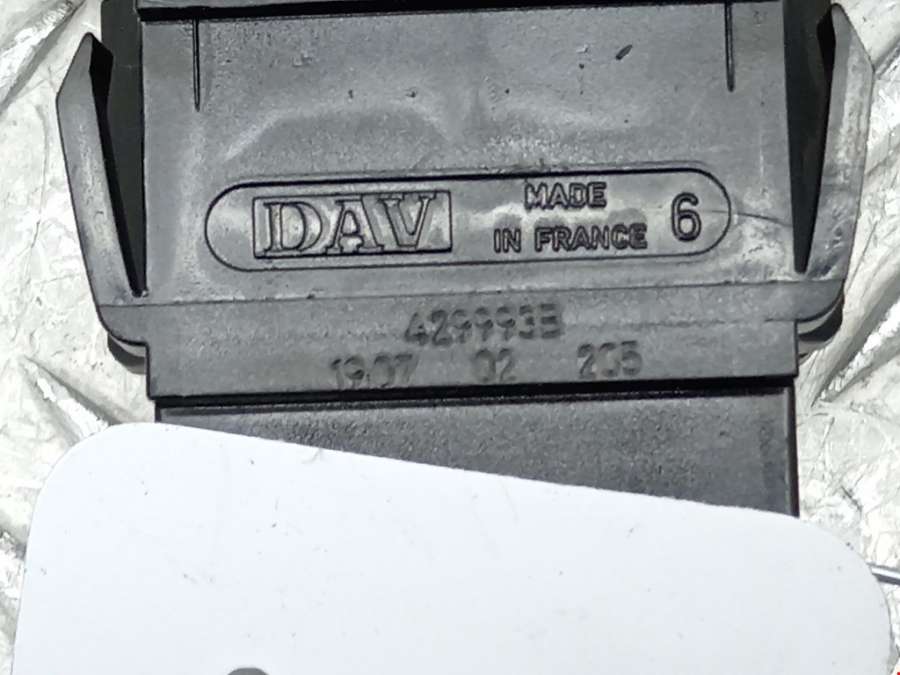 DAV
MADE
IN FRANCE
6
429993B
1907 02 205